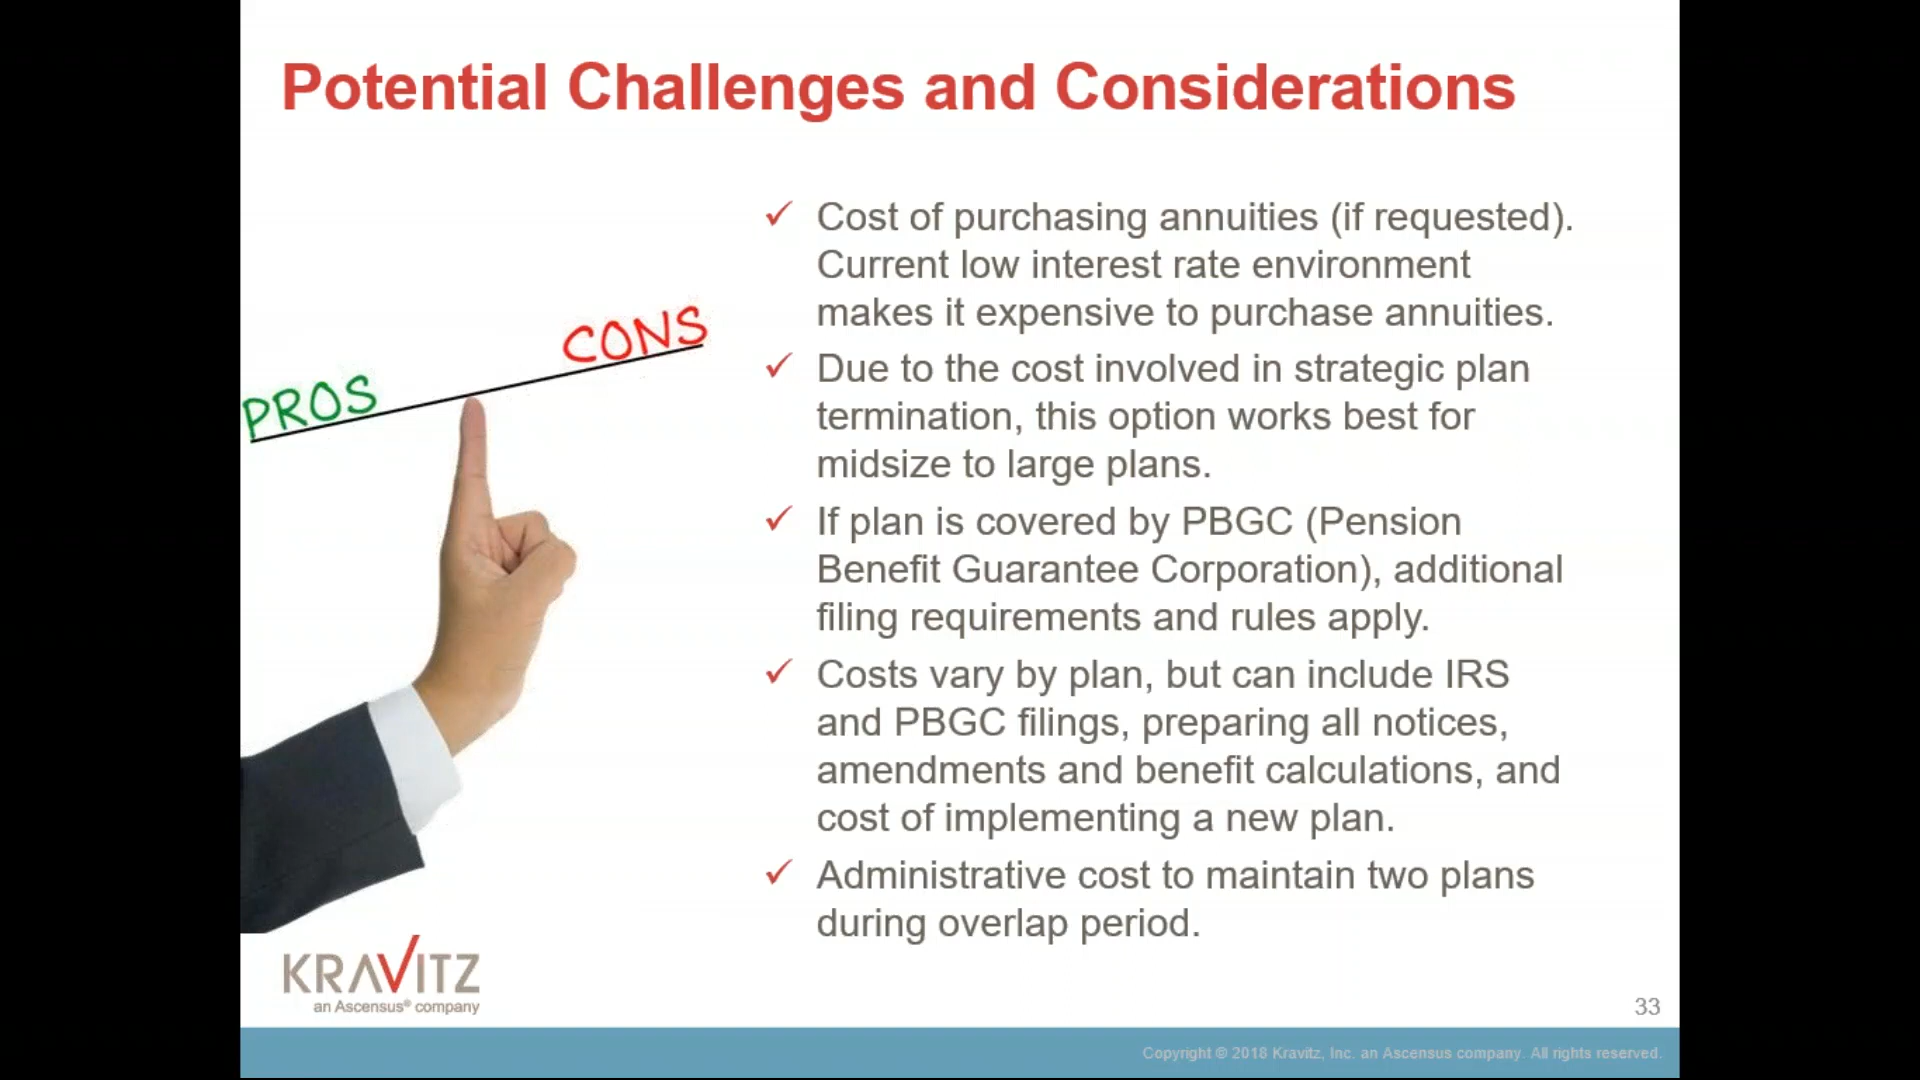 Potential Challenges and Considerations
PROS
CONS
Cost of purchasing annuities (if requested).
Current low interest rate environment
makes it expensive to purchase annuities.
Due to the cost involved in strategic plan
termination, this option works best for
midsize to large plans.
If plan is covered by PBGC (Pension
Benefit Guarantee Corporation), additional
filing requirements and rules apply.
Costs vary by plan, but can include IRS
and PBGC filings, preparing all notices,
amendments and benefit calculations, and
cost of implementing a new plan.
Administrative cost to maintain two plans
during overlap period.
KRAVITZ
an Ascensus® company
33
Copyright © 2018 Kravitz, Inc. an Ascensus company. All rights reserved.